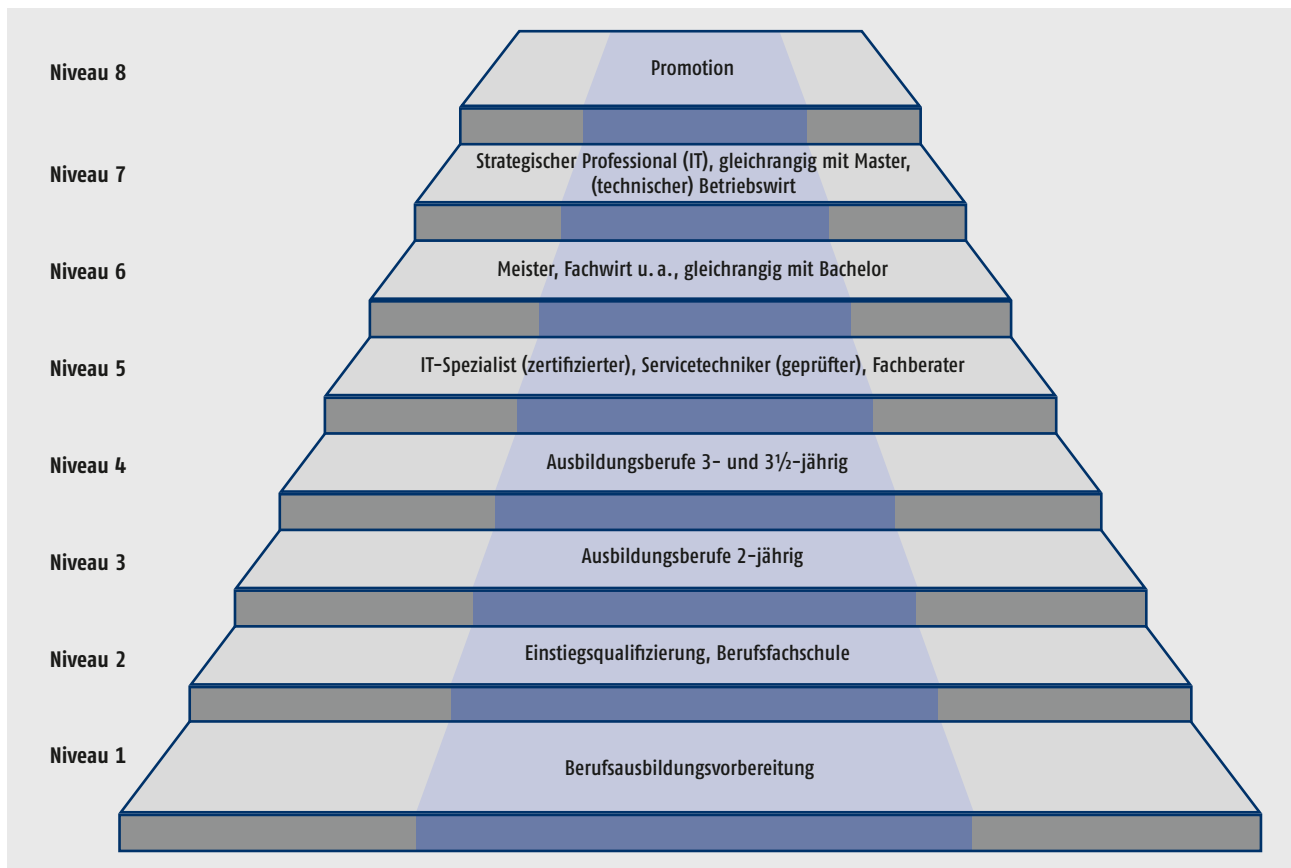 Niveau 8
Promotion
Niveau 7
Strategischer Professional (IT), gleichrangig mit Master,
(technischer) Betriebswirt
Niveau 6
Meister, Fachwirt u. a., gleichrangig mit Bachelor
Niveau 5
IT-Spezialist (zertifizierter), Servicetechniker (geprüfter), Fachberater
Niveau 4
Ausbildungsberufe 3- und 3½-jährig
Niveau 3
Ausbildungsberufe 2-jährig
Niveau 2
Einstiegsqualifizierung, Berufsfachschule
Niveau 1
Berufsausbildungsvorbereitung